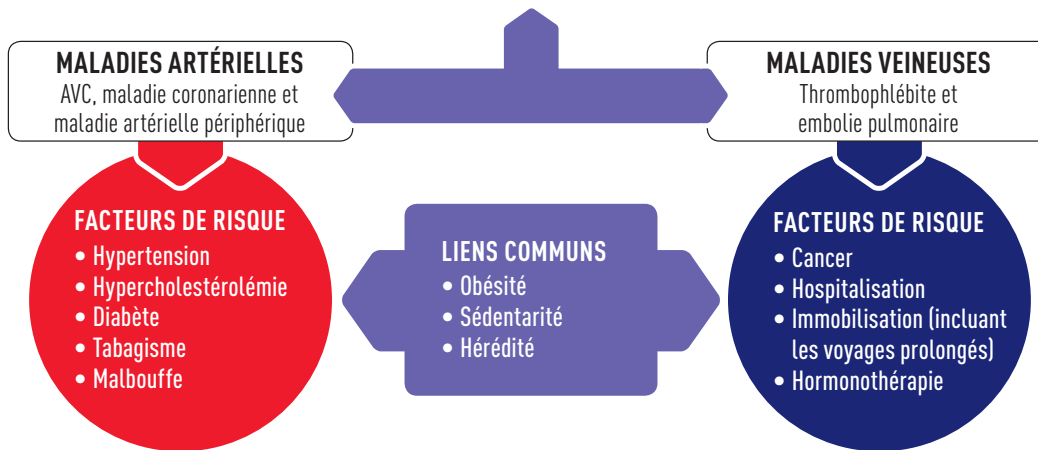 MALADIES ARTÉRIELLES
AVC, maladie coronarienne et
maladie artérielle périphérique
MALADIES VEINEUSES
Thrombophlébite et
embolie pulmonaire
FACTEURS DE RISQUE
• Hypertension
• Hypercholestérolémie
• Diabète
• Tabagisme
• Malbouffe
LIENS COMMUNS
• Obésité
• Sédentarité
• Hérédité
FACTEURS DE RISQUE
• Cancer
• Hospitalisation
• Immobilisation (incluant
les voyages prolongés)
• Hormonothérapie